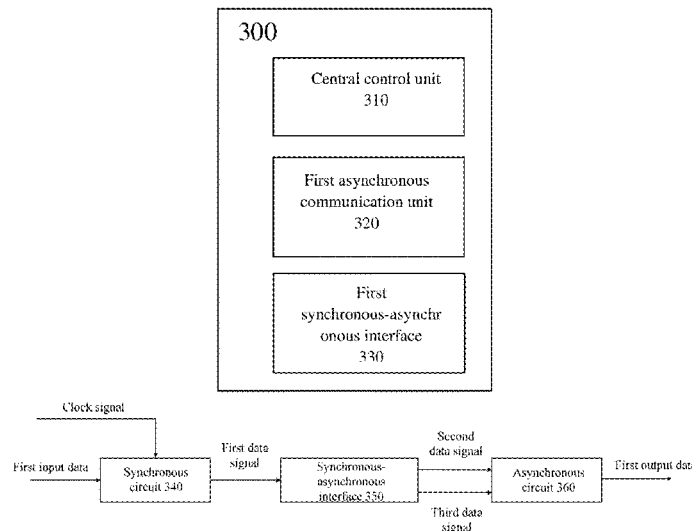 300
Central control unit
310
First asynchronous
communication unit
320
First
synchronous-asynchr
onous interface
330
Clock signal
First input data
Synchronous
circuit 340
First data
signal
Synchronous-
asynchronous
interface 350
Second
data signal
Third data
signal
Asynchronous
circuit 360
First output dat